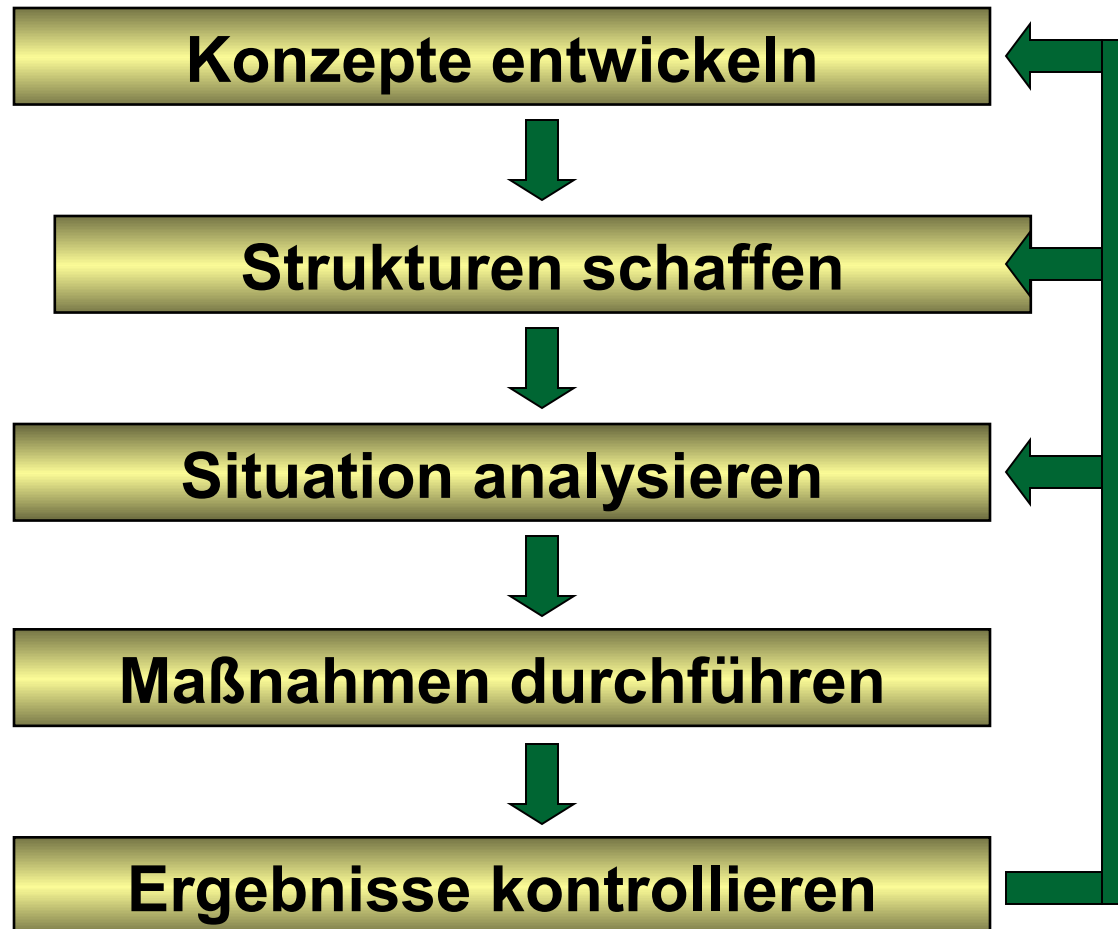 Konzepte entwickeln
Strukturen schaffen
Situation analysieren
Maßnahmen durchführen
Ergebnisse kontrollieren